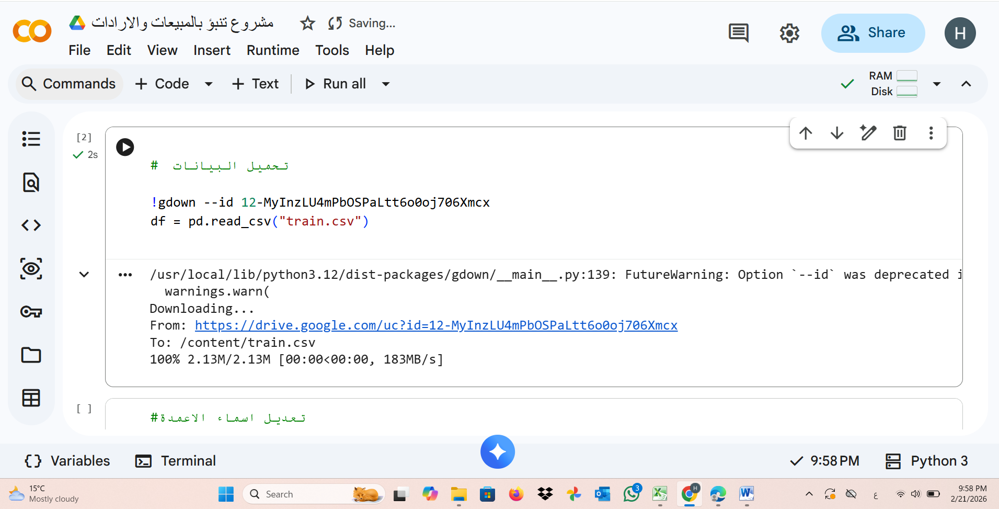 مشروع تنبؤ بالمبيعات والارادات
Saving...
File Edit View Insert Runtime Tools Help
Share
H
Commands + Code + Text Run all
RAM
Disk
[2]
2s
# تحميل البيانات
!gdown --id 12-MyInzLU4mPbOSPaLtt6o0oj706Xmcx
df = pd.read_csv("train.csv")
/usr/local/lib/python3.12/dist-packages/gdown/__main__.py:139: FutureWarning: Option `--id` was deprecated i
warnings.warn(
Downloading...
From: https://drive.google.com/uc?id=12-MyInzLU4mPbOSPaLtt6o0oj706Xmcx
To: /content/train.csv
100% 2.13M/2.13M [00:00<00:00, 183MB/s]
[ ]
#تعديل اسماء الاعمدة
Variables Terminal
9:58 PM Python 3
15°C
Mostly cloudy
Search
3
H
ع
9:58 PM
2/21/2026